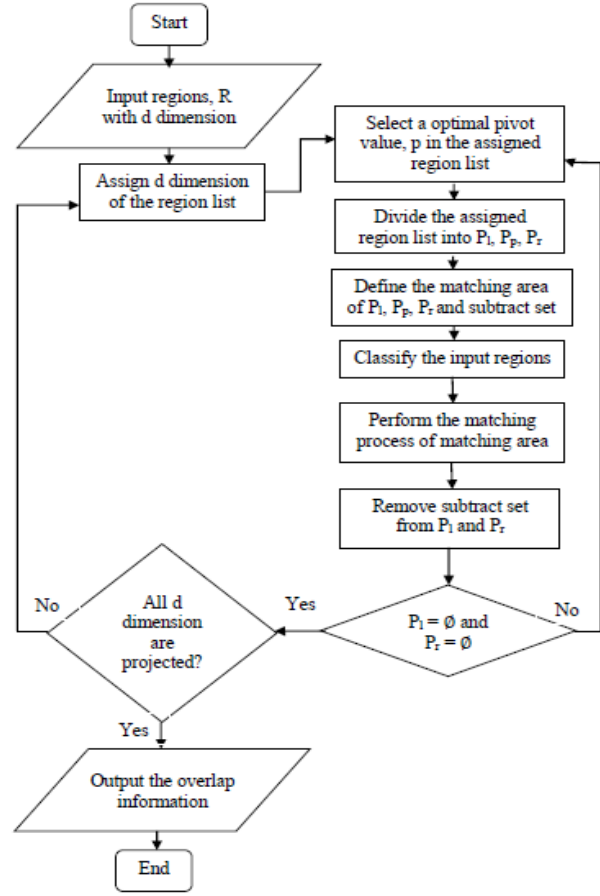 Start
Input regions, R
with d dimension
Assign d dimension
of the region list
Select a optimal pivot
value, p in the assigned
region list
Divide the assigned
region list into Pl, Pp, Pr
Define the matching area
of Pl, Pp, Pr and subtract set
Classify the input regions
Perform the matching
process of matching area
Remove subtract set
from Pl and Pr
Pl = ∅ and
Pr = ∅
No
Yes
All d
dimension
are
projected?
No
Yes
Output the overlap
information
End